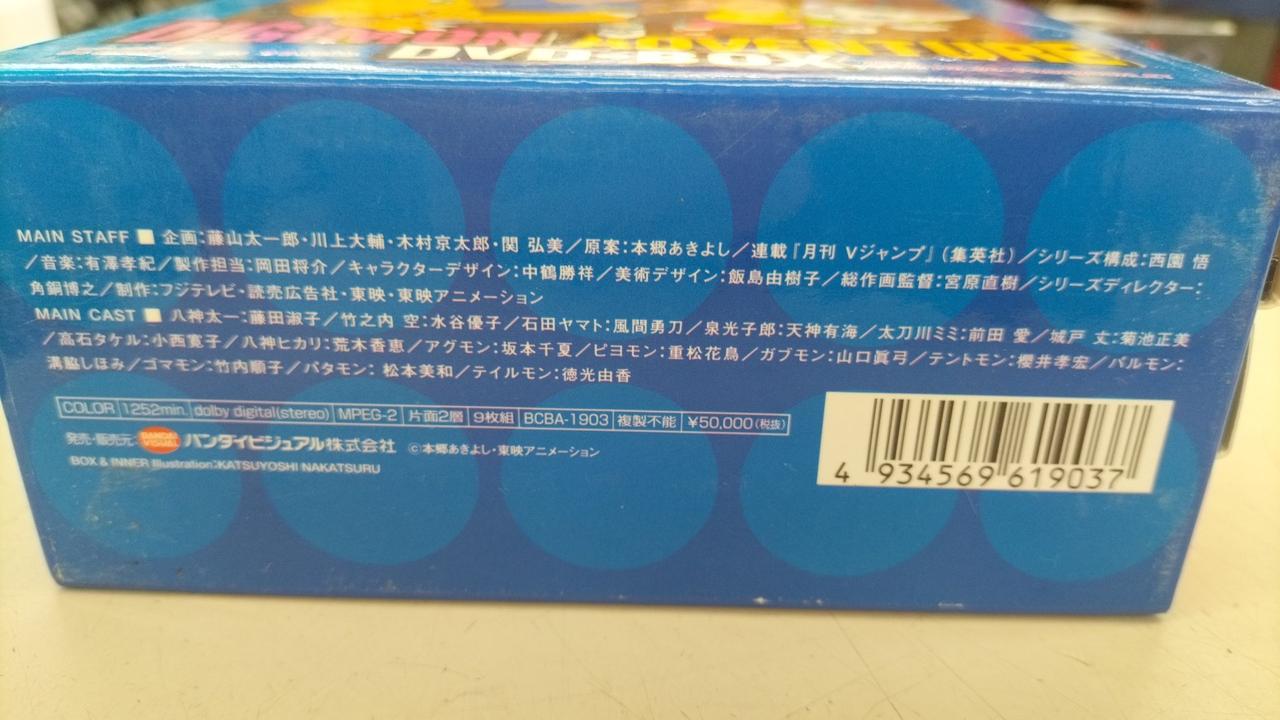 DIGIMON ADVENTURE
DVD-BOX
MAIN STAFF ■ 企画:藤山太一郎・川上大輔・木村京太郎・関 弘美／原案:本郷あきよし／連載『月刊 Vジャンプ』(集英社)／シリーズ構成:西園 悟
／音楽:有澤孝紀／製作担当:岡田将介／キャラクターデザイン:中鶴勝祥／美術デザイン:飯島由樹子／総作画監督:宮原直樹／シリーズディレクター:
角銅博之／制作:フジテレビ・読売広告社・東映・東映アニメーション
MAIN CAST ■ 八神太一:藤田淑子／竹之内 空:水谷優子／石田ヤマト:風間勇刀／泉光子郎:天神有海／太刀川ミミ:前田 愛／城戸 丈:菊池正美
／高石タケル:小西寛子／八神ヒカリ:荒木香恵／アグモン:坂本千夏／ピヨモン:重松花鳥／ガブモン:山口眞弓／テントモン:櫻井孝宏／パルモン:
溝脇しほみ／ゴマモン:竹内順子／パタモン: 松本美和／テイルモン:徳光由香
COLOR 1252min. dolby digital(stereo) MPEG-2 片面2層 9枚組 BCBA-1903 複製不能 ¥50,000(税抜)
発売・販売元: BANDAI VISUAL バンダイビジュアル株式会社 ©本郷あきよし・東映アニメーション
BOX & INNER Illustration:KATSUYOSHI NAKATSURU
4 934569 619037